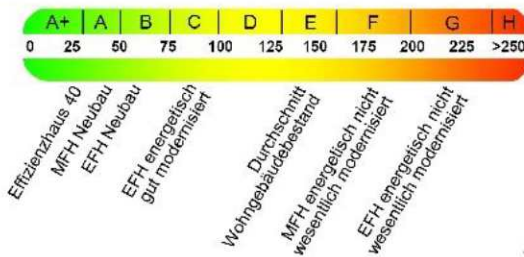 A+ A B C D E F G H
0 25 50 75 100 125 150 175 200 225 >250
Effizienzhaus 40
MFH Neubau
EFH Neubau
EFH energetisch
gut modernisiert
Durchschnitt
Wohngebäudebestand
MFH energetisch nicht
wesentlich modernisiert
EFH energetisch nicht
wesentlich modernisiert